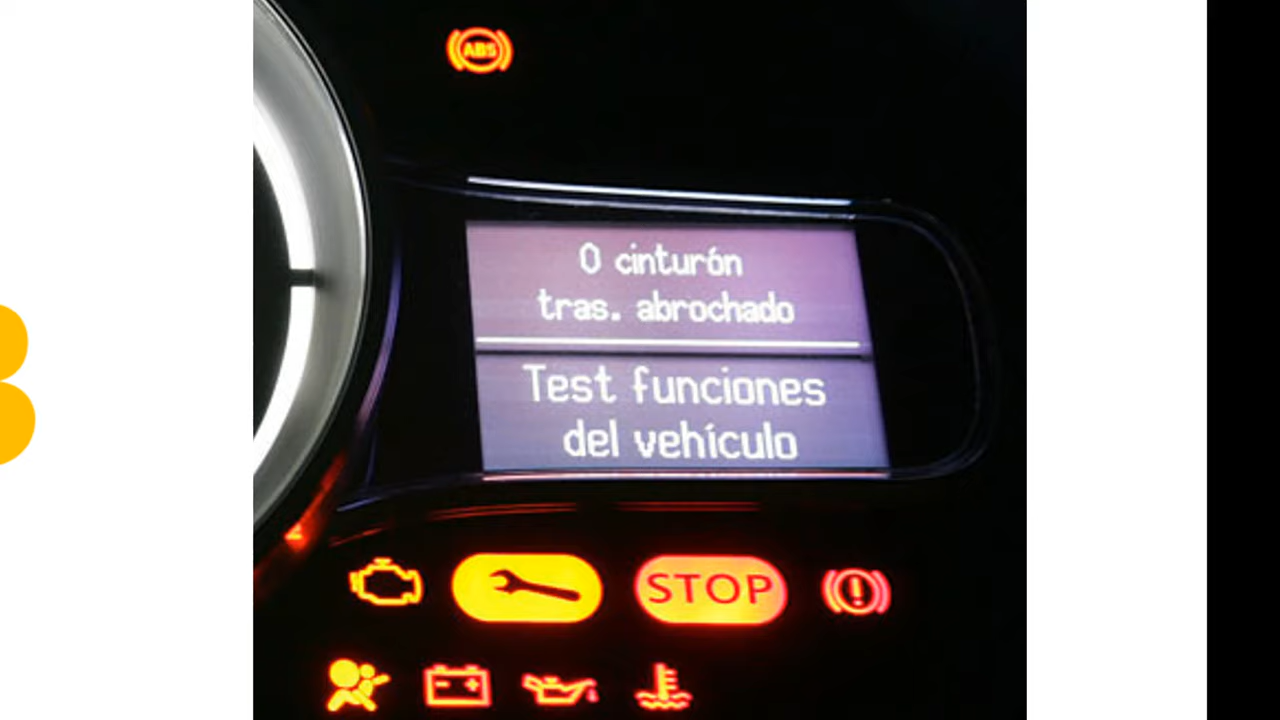 ABS
0 cinturón
tras. abrochado
Test funciones
del vehículo
STOP